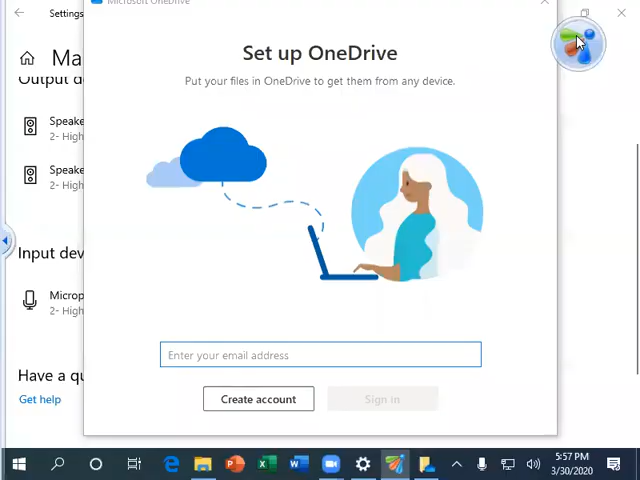 Microsoft OneDrive
Settings
Set up OneDrive
Put your files in OneDrive to get them from any device.
Ma
Output d
Speake
2- High
Speake
2- High
Input dev
Microp
2- High
Enter your email address
Have a qu
Get help
Create account
Sign in
5:57 PM
3/30/2020